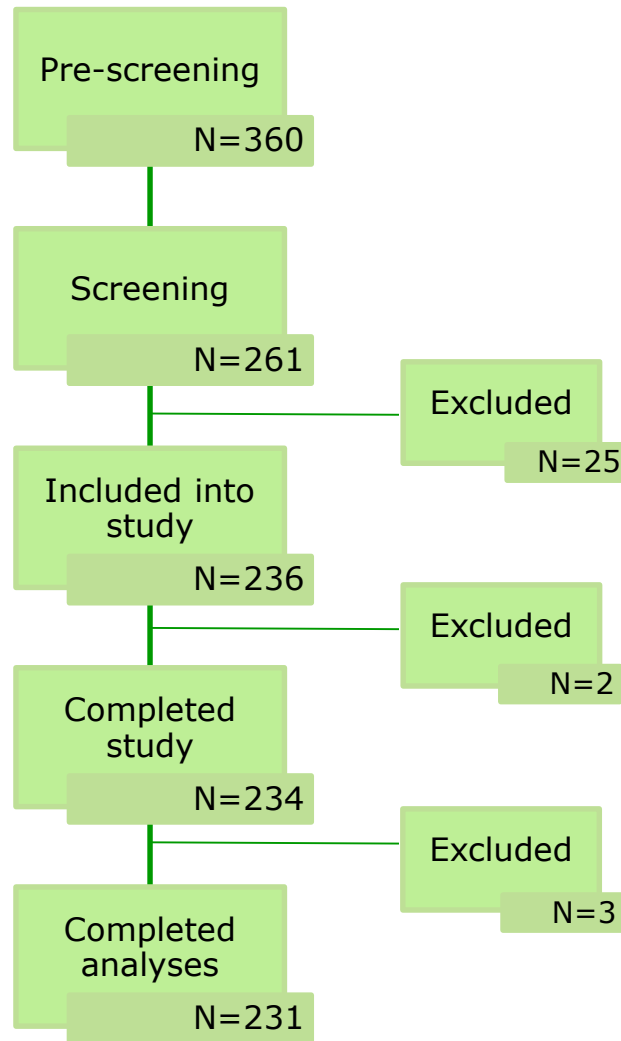 Pre-screening
N=360
Screening
N=261
Excluded
N=25
Included into
study
N=236
Excluded
N=2
Completed
study
N=234
Excluded
N=3
Completed
analyses
N=231